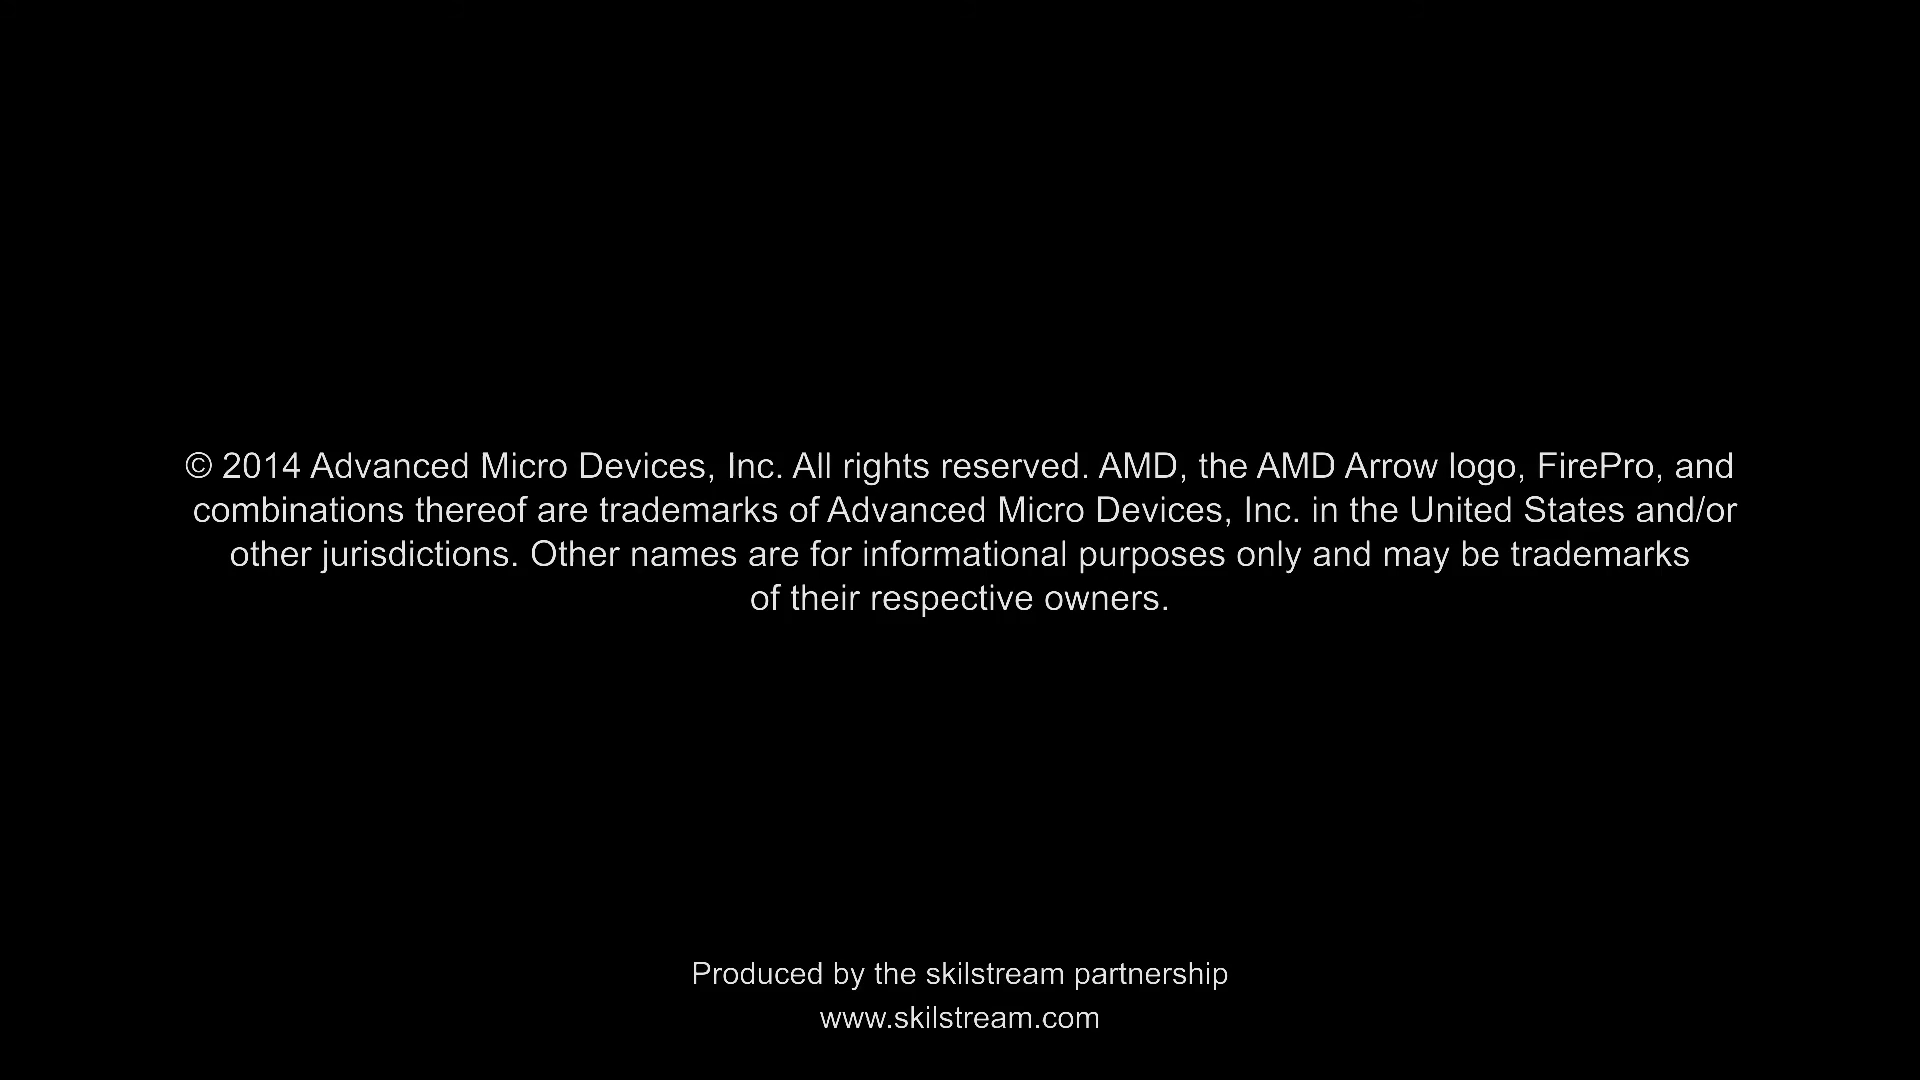 © 2014 Advanced Micro Devices, Inc. All rights reserved. AMD, the AMD Arrow logo, FirePro, and
combinations thereof are trademarks of Advanced Micro Devices, Inc. in the United States and/or
other jurisdictions. Other names are for informational purposes only and may be trademarks
of their respective owners.
Produced by the skilstream partnership
www.skilstream.com